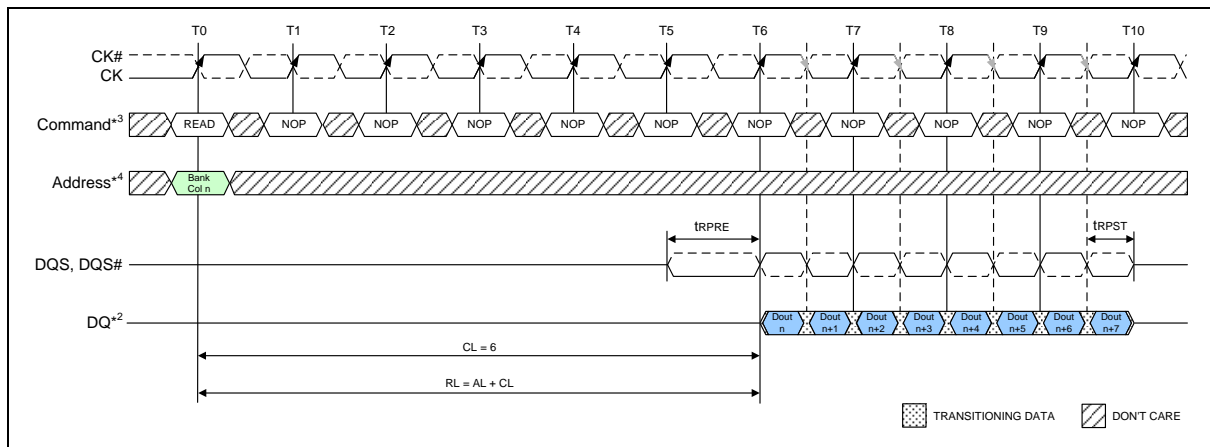 T0 T1 T2 T3 T4 T5 T6 T7 T8 T9 T10
CK#
CK
Command*3 READ NOP NOP NOP NOP NOP NOP NOP NOP NOP NOP
Address*4 Bank
Col n
tRPRE tRPST
DQS, DQS#
DQ*2 Dout n Dout n+1 Dout n+2 Dout n+3 Dout n+4 Dout n+5 Dout n+6 Dout n+7
CL = 6
RL = AL + CL
TRANSITIONING DATA DON'T CARE